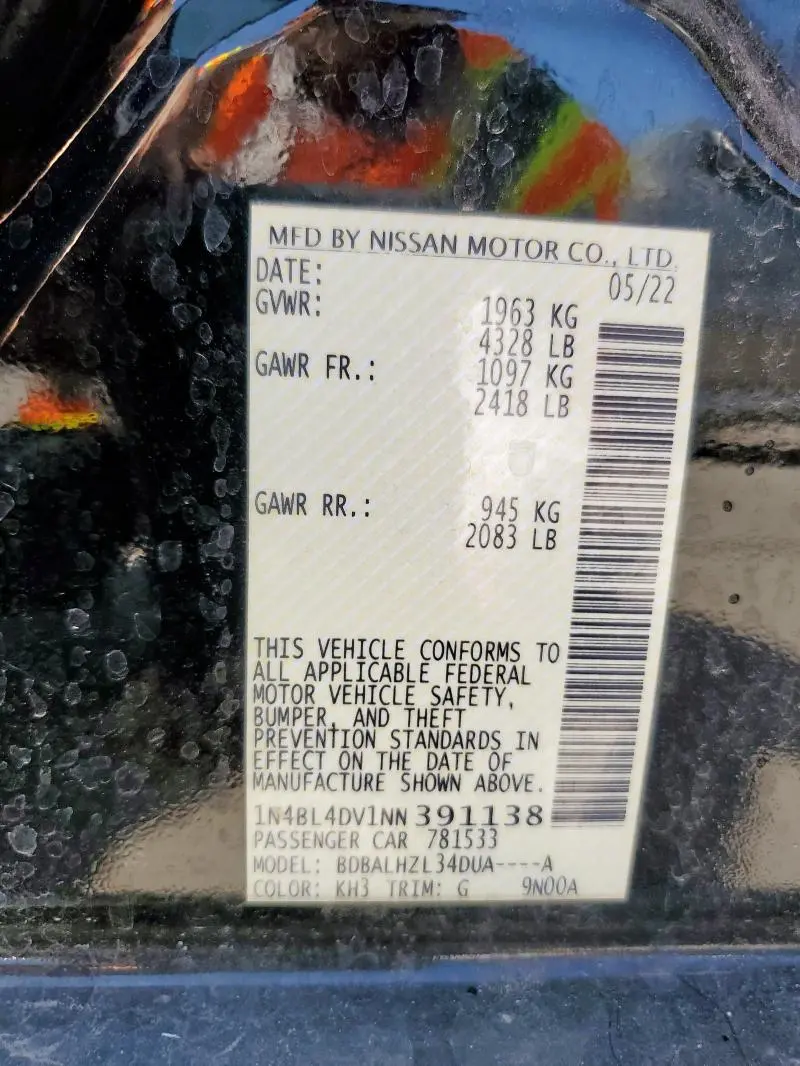 MFD BY NISSAN MOTOR CO., LTD.
DATE: 05/22
GVWR: 1963 KG
4328 LB
GAWR FR.: 1097 KG
2418 LB
GAWR RR.: 945 KG
2083 LB
THIS VEHICLE CONFORMS TO
ALL APPLICABLE FEDERAL
MOTOR VEHICLE SAFETY,
BUMPER, AND THEFT
PREVENTION STANDARDS IN
EFFECT ON THE DATE OF
MANUFACTURE SHOWN ABOVE.
1N4BL4DV1NN391138
PASSENGER CAR 781533
MODEL: BDBALHZL34DUA----A
COLOR: KH3 TRIM: G 9N00A